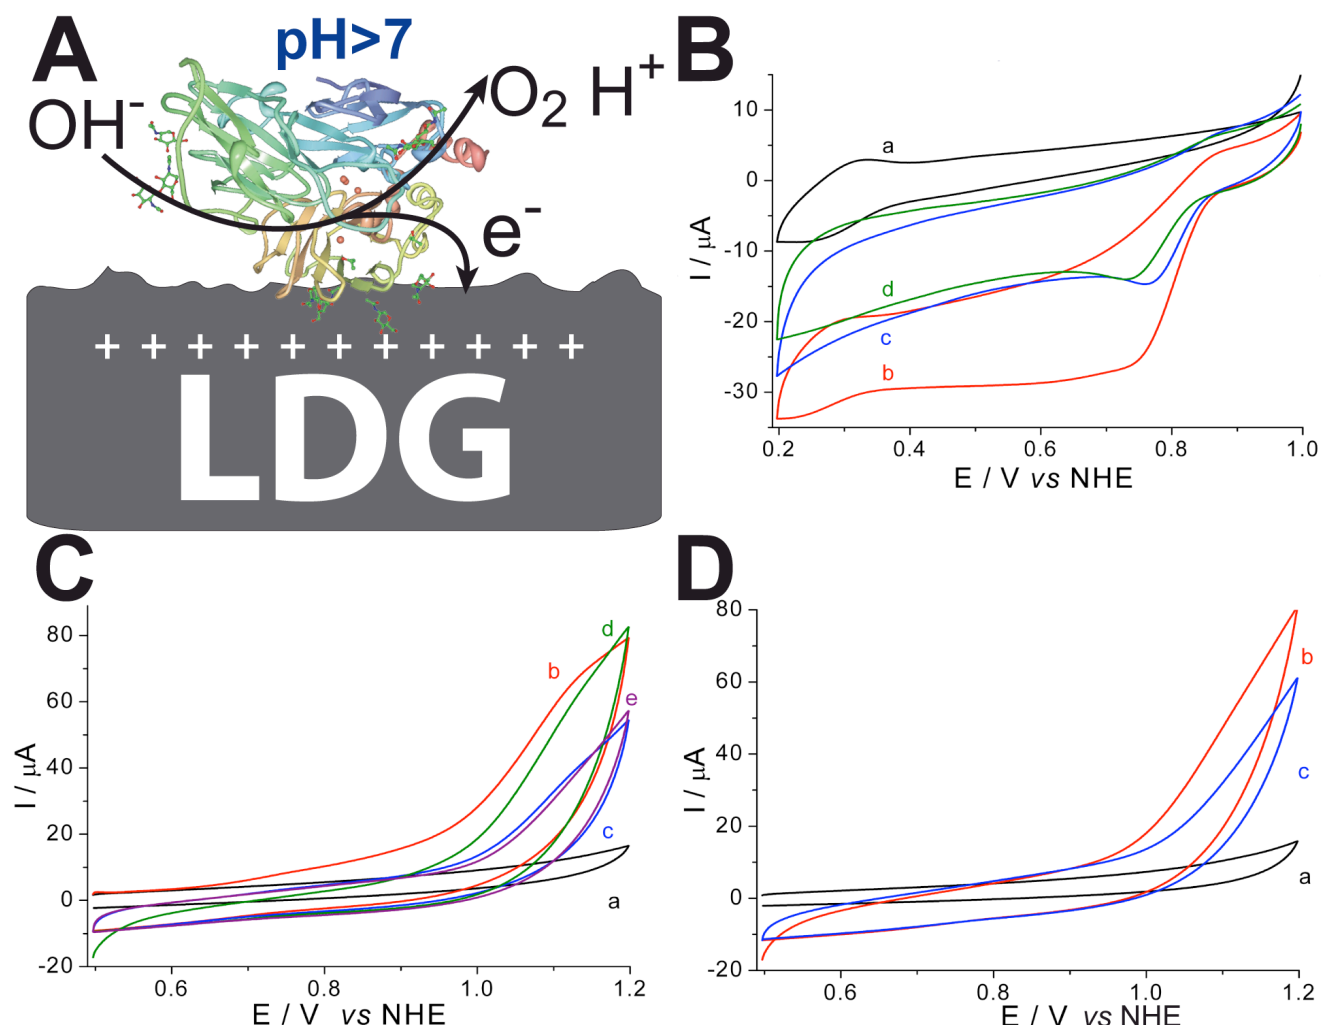 A
pH>7
OH⁻
O₂ H⁺
e⁻
+ + + + + + + + + + +
LDG
B
10
0
-10
-20
-30
I / μA
a
d
c
b
0.2 0.4 0.6 0.8 1.0
E / V vs NHE
C
80
60
40
20
0
-20
I / μA
d
b
e
c
a
0.6 0.8 1.0 1.2
E / V vs NHE
D
80
60
40
20
0
-20
I / μA
b
c
a
0.6 0.8 1.0 1.2
E / V vs NHE